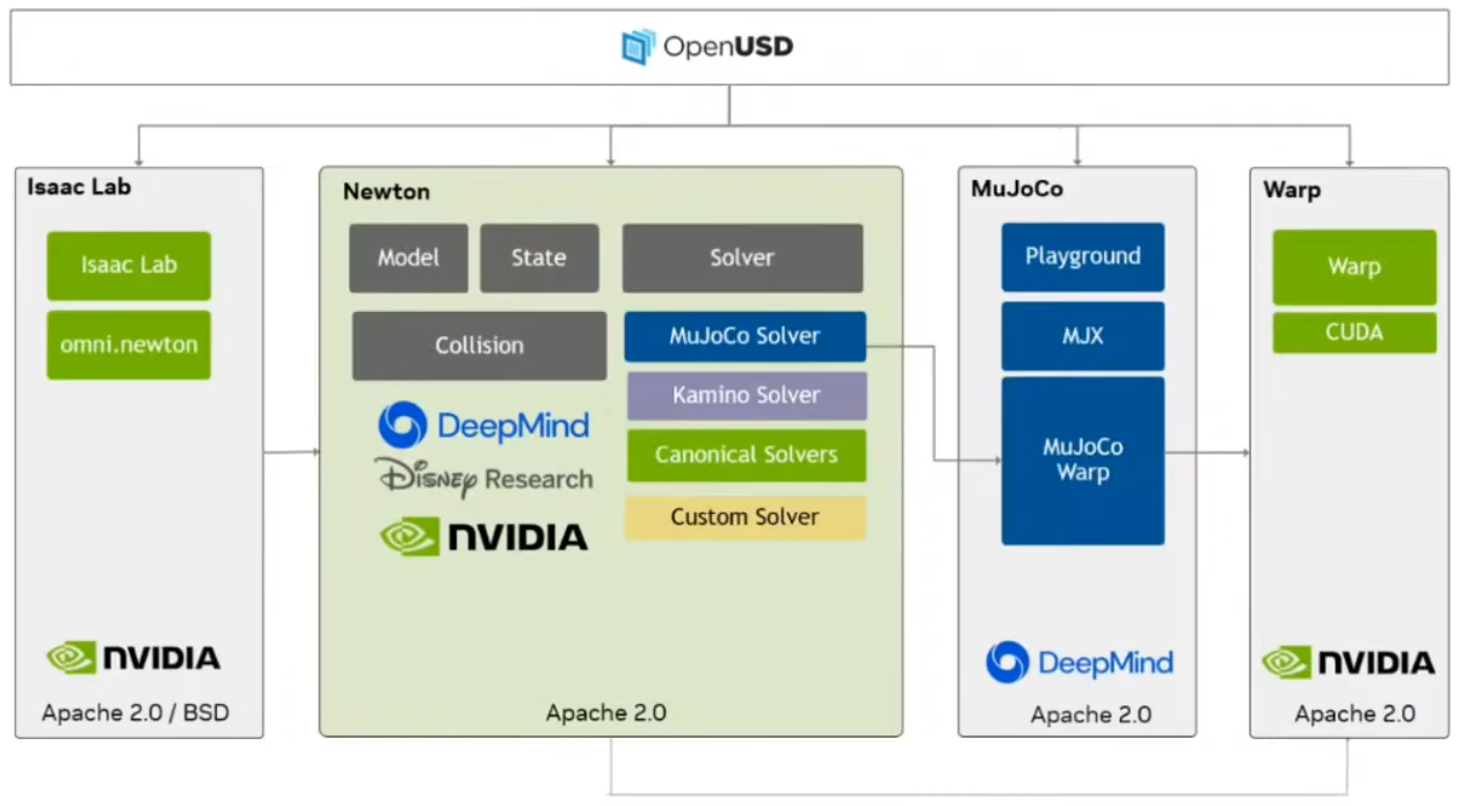 OpenUSD
Isaac Lab
Isaac Lab
omni.newton
NVIDIA
Apache 2.0 / BSD
Newton
Model
State
Solver
Collision
MuJoCo Solver
Kamino Solver
Canonical Solvers
Custom Solver
DeepMind
Disney Research
NVIDIA
Apache 2.0
MuJoCo
Playground
MJX
MuJoCo
Warp
DeepMind
Apache 2.0
Warp
Warp
CUDA
NVIDIA
Apache 2.0